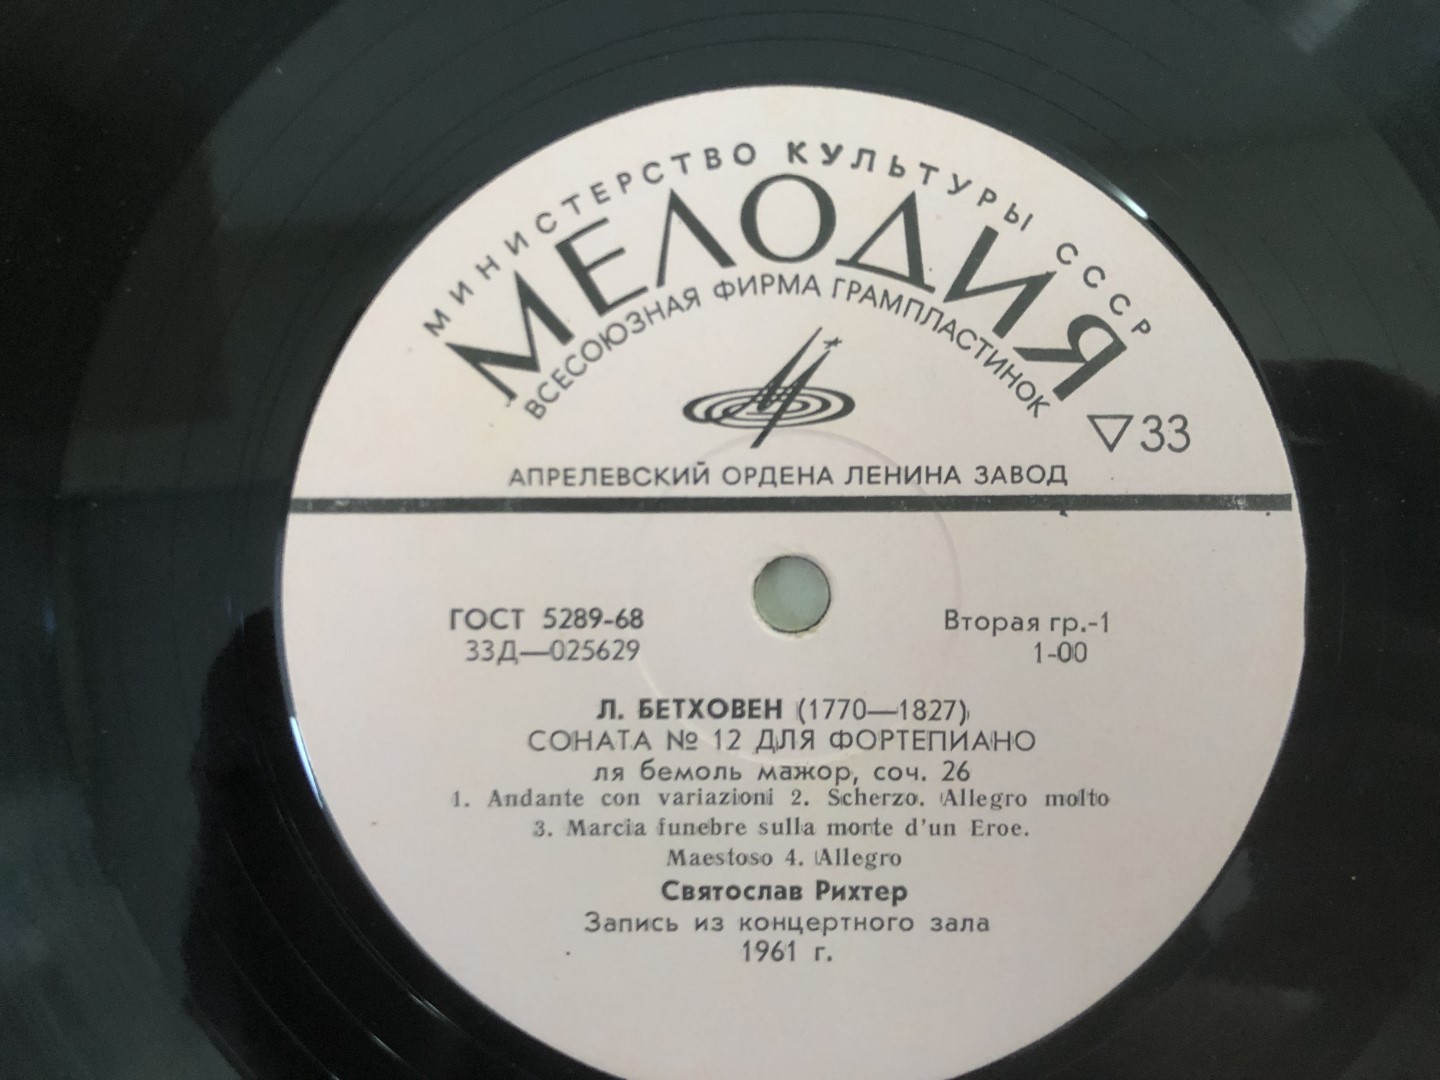 МИНИСТЕРСТВО КУЛЬТУРЫ СССР
МЕЛОДИЯ
ВСЕСОЮЗНАЯ ФИРМА ГРАМПЛАСТИНОК
▽33
АПРЕЛЕВСКИЙ ОРДЕНА ЛЕНИНА ЗАВОД
ГОСТ 5289-68
Вторая гр.-1
33Д—025629
1-00
Л. БЕТХОВЕН (1770—1827)
СОНАТА № 12 ДЛЯ ФОРТЕПИАНО
ля бемоль мажор, соч. 26
1. Andante con variazioni 2. Scherzo. Allegro molto
3. Marcia funebre sulla morte d'un Eroe.
Maestoso 4. Allegro
Святослав Рихтер
Запись из концертного зала
1961 г.